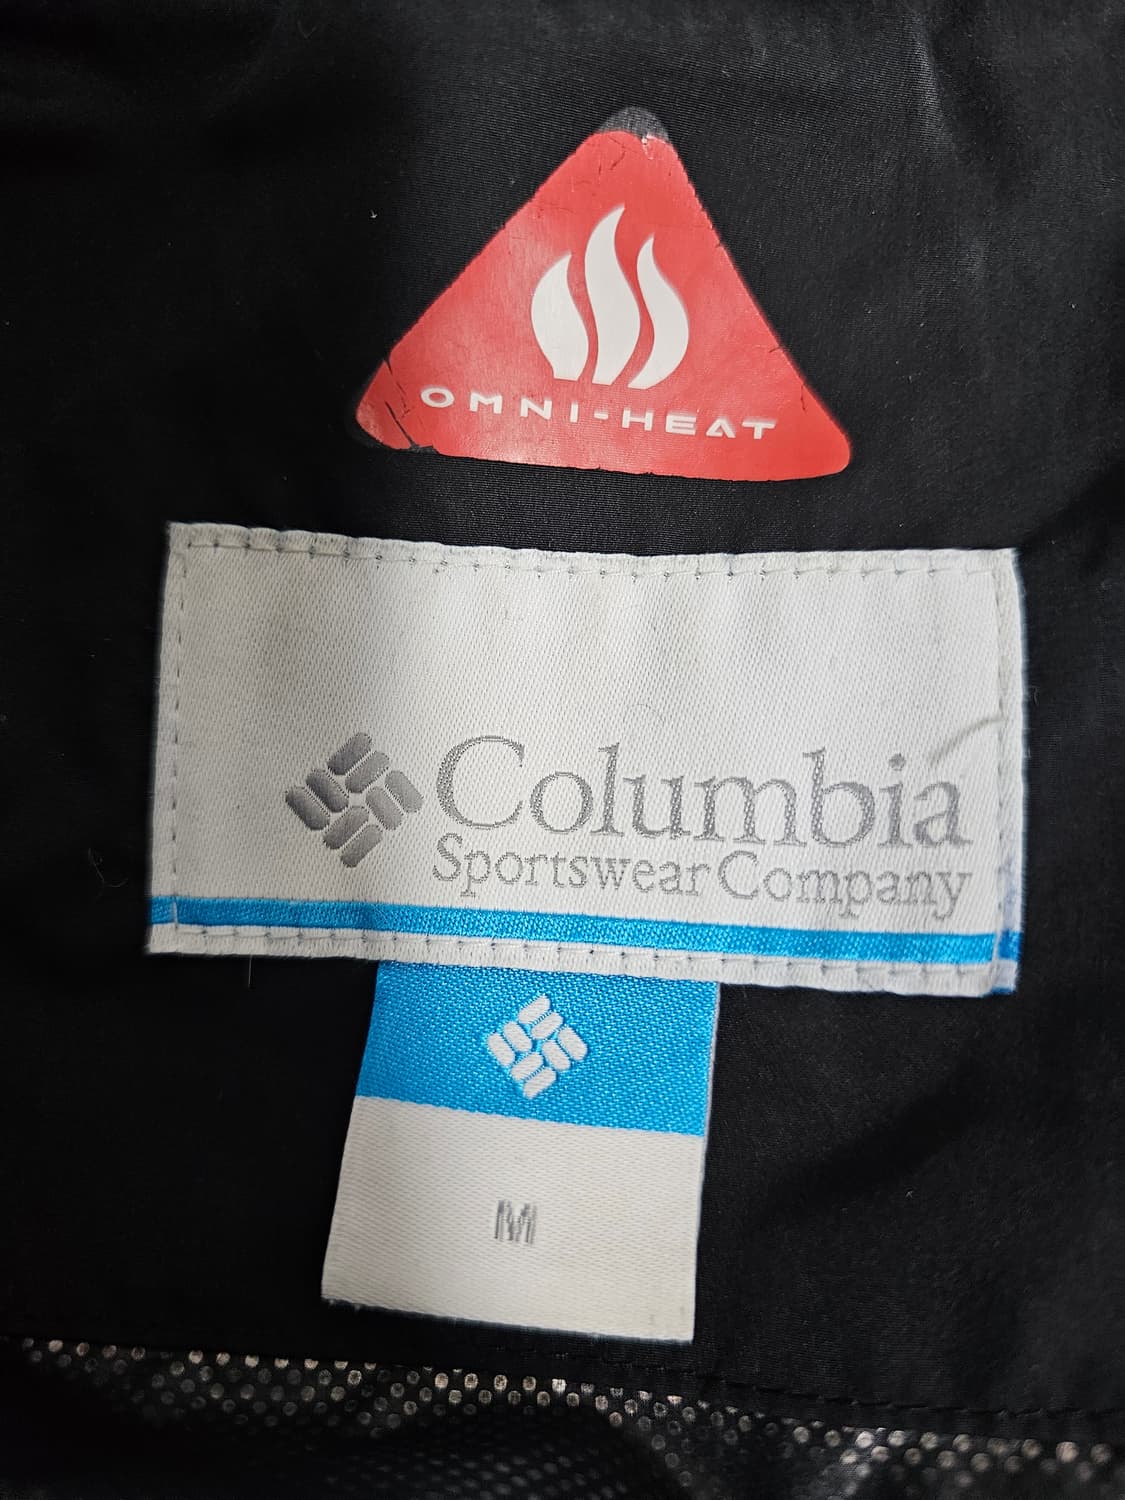 OMNI-HEAT
Columbia
Sportswear Company
M